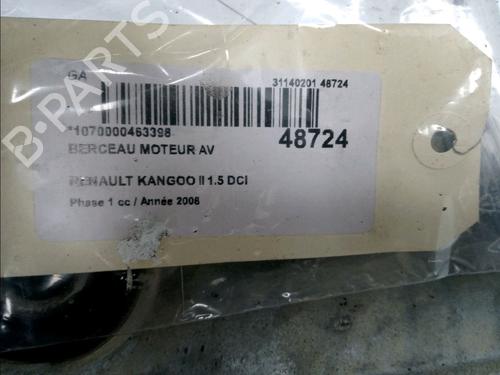 GA 31140201 48724
*1070000463398
48724
BERCEAU MOTEUR AV
RENAULT KANGOO II 1.5 DCI
Phase 1 cc / Année 2008
B-PARTS